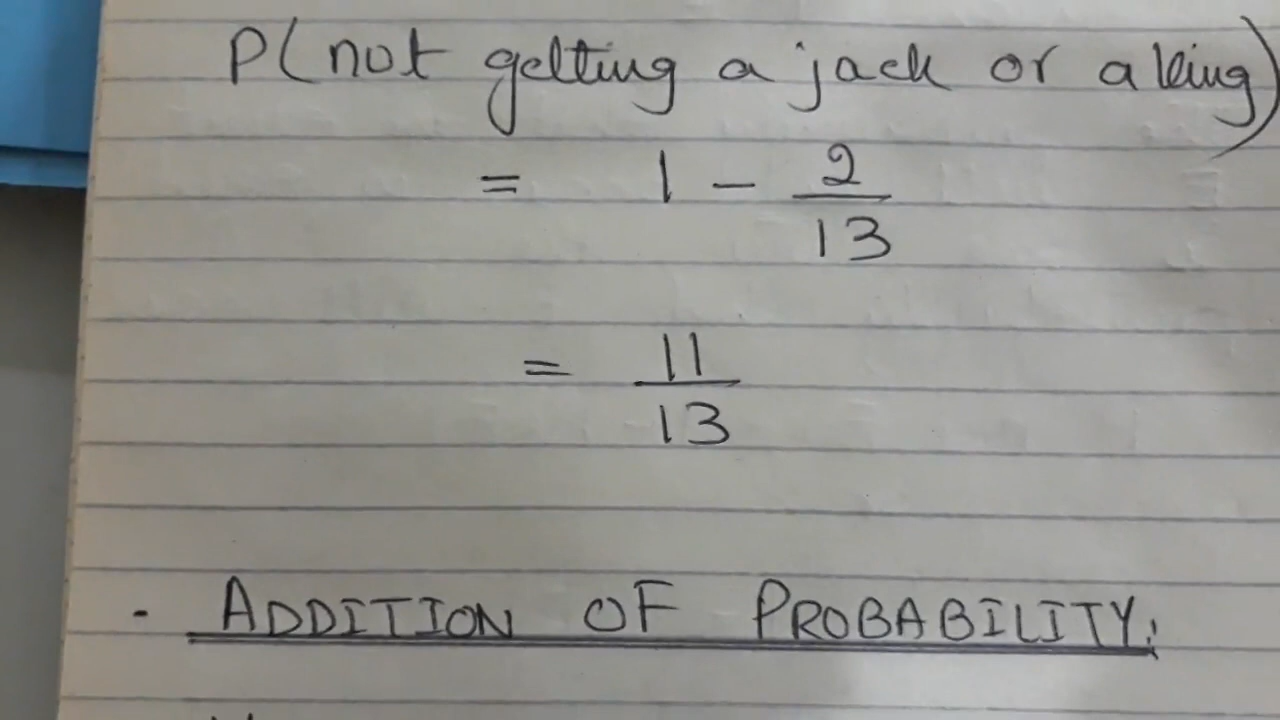 P(not getting a jack or a king)
= 1 - 2/13
= 11/13
- ADDITION OF PROBABILITY: